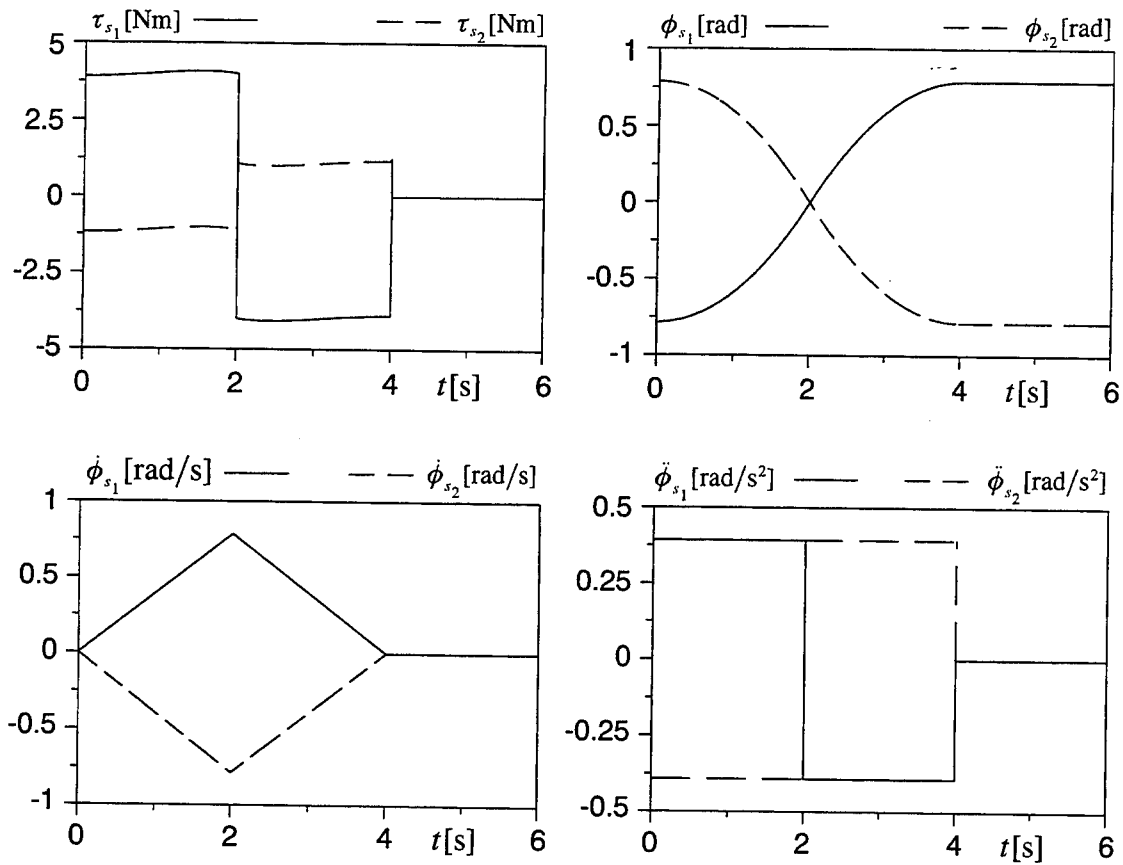 τs1[Nm] τs2[Nm]
5
2.5
0
-2.5
-5
0 2 4 t[s] 6
ϕs1[rad] ϕs2[rad]
1
0.5
0
-0.5
-1
0 2 4 t[s] 6
ϕ̇s1[rad/s] ϕ̇s2[rad/s]
1
0.5
0
-0.5
-1
0 2 4 t[s] 6
ϕ̈s1[rad/s²] ϕ̈s2[rad/s²]
0.5
0.25
0
-0.25
-0.5
0 2 4 t[s] 6